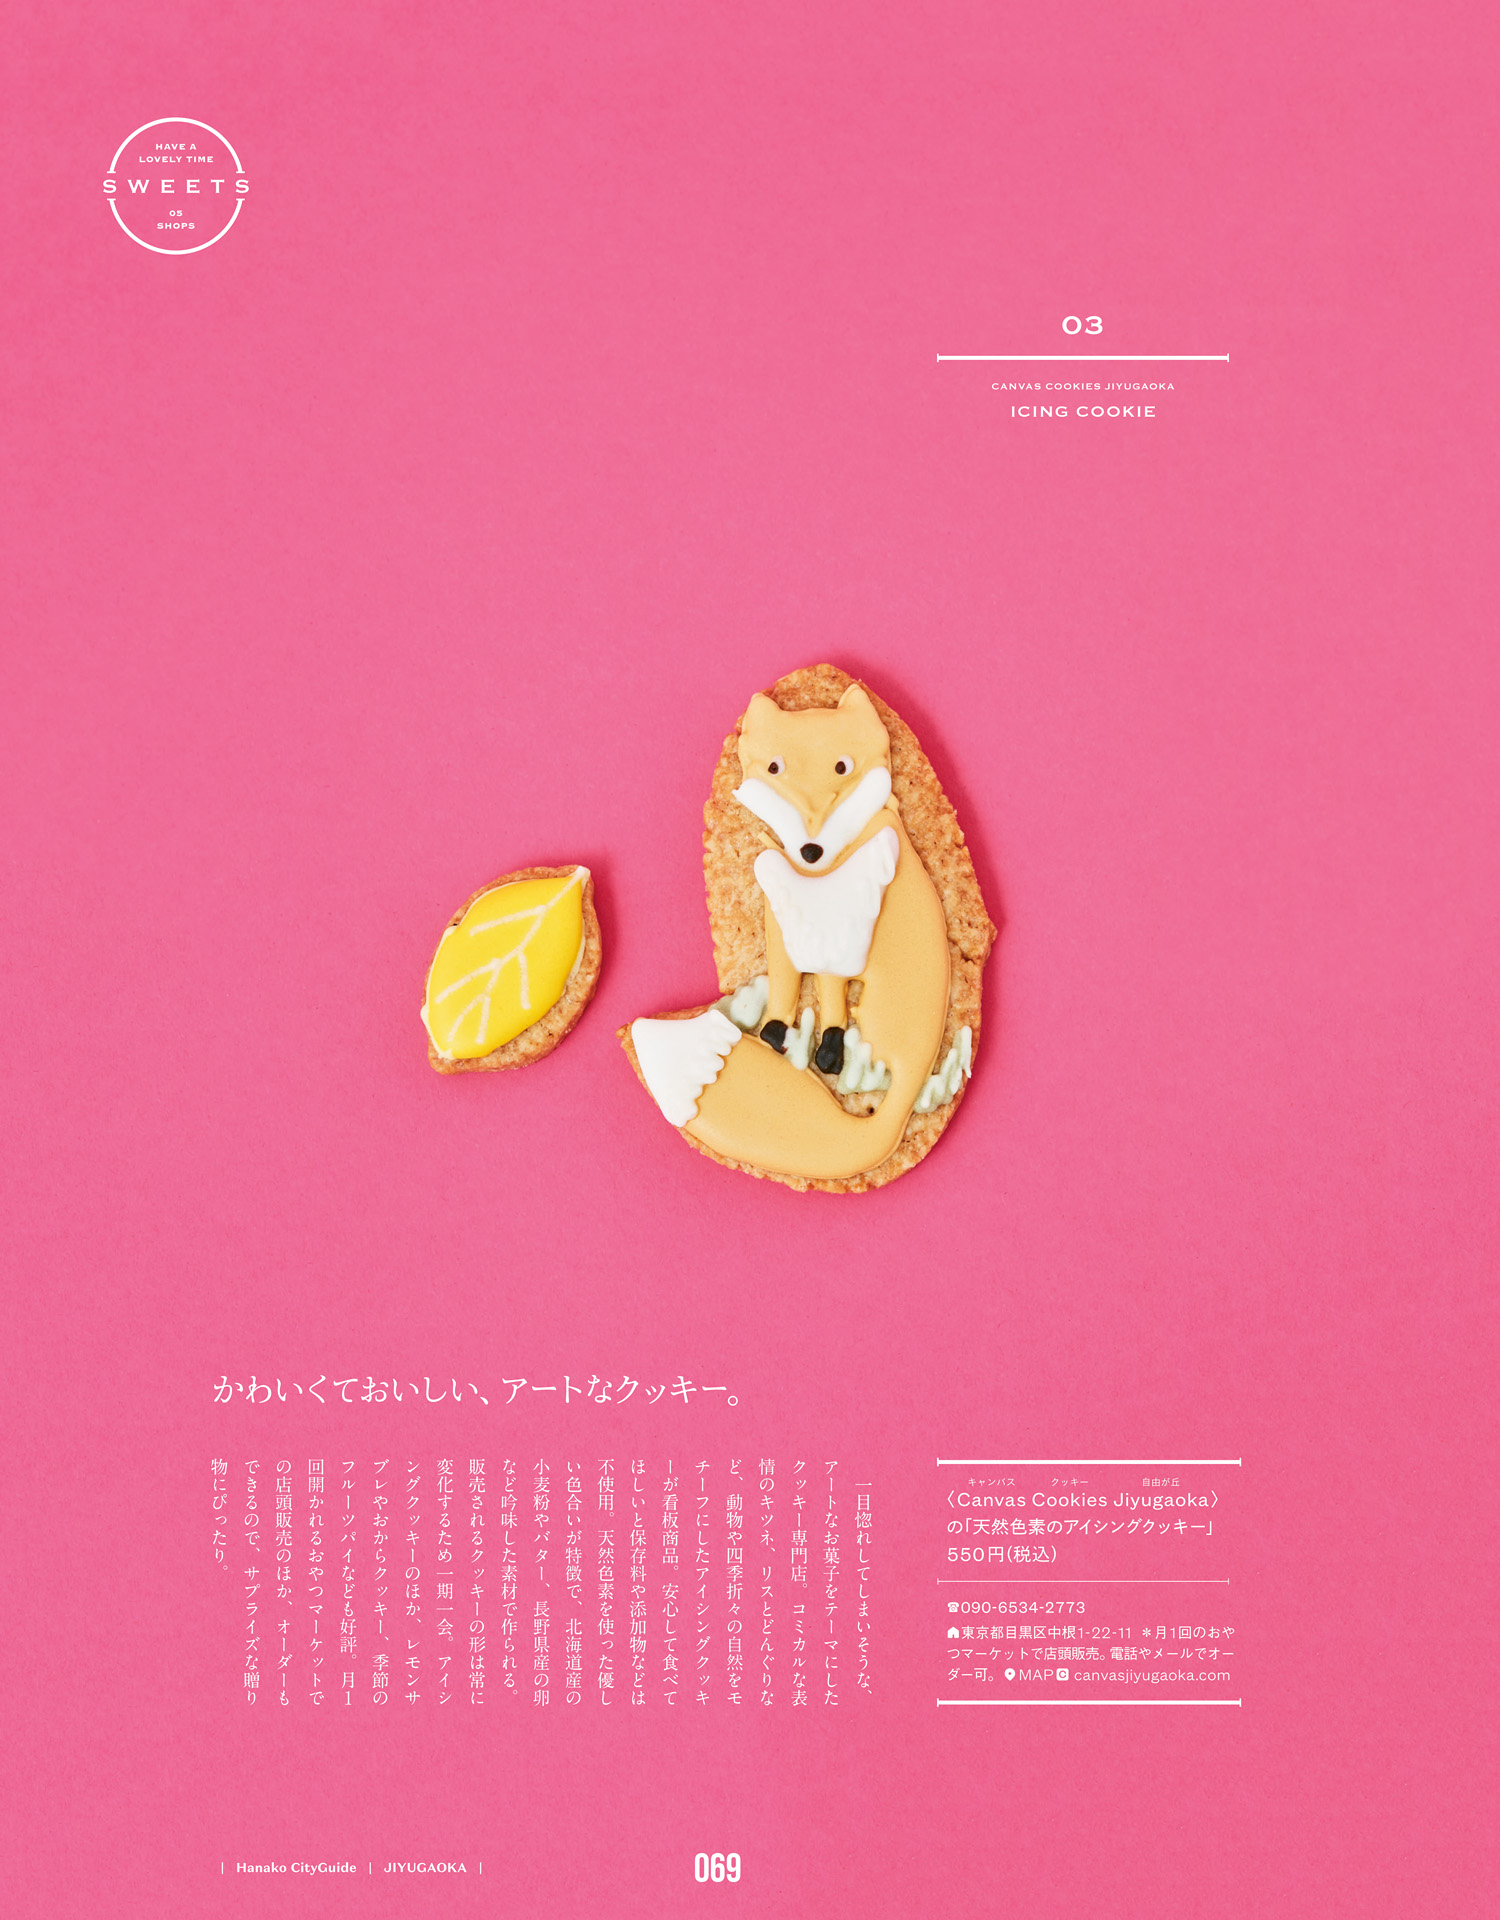 HAVE A
LOVELY TIME
SWEETS
05
SHOPS
03
CANVAS COOKIES JIYUGAOKA
ICING COOKIE
かわいくておいしい、アートなクッキー。
一目惚れしてしまいそうな、
アートなお菓子をテーマにした
クッキー専門店。コミカルな表
情のキツネ、リスとどんぐりな
ど、動物や四季折々の自然をモ
チーフにしたアイシングクッキ
ーが看板商品。安心して食べて
ほしいと保存料や添加物などは
不使用。天然色素を使った優し
い色合いが特徴で、北海道産の
小麦粉やバター、長野県産の卵
など吟味した素材で作られる。
販売されるクッキーの形は常に
変化するため一期一会。アイシ
ングクッキーのほか、レモンサ
ブレやおからクッキー、季節の
フルーツパイなども好評。月1
回開かれるおやつマーケットで
の店頭販売のほか、オーダーも
できるので、サプライズな贈り
物にぴったり。
キャンバス クッキー 自由が丘
〈Canvas Cookies Jiyugaoka〉
の「天然色素のアイシングクッキー」
550円(税込)
☎090-6534-2773
東京都目黒区中根1-22-11 ＊月1回のおや
つマーケットで店頭販売。電話やメールでオー
ダー可。 MAP canvasjiyugaoka.com
| Hanako CityGuide | JIYUGAOKA |
069